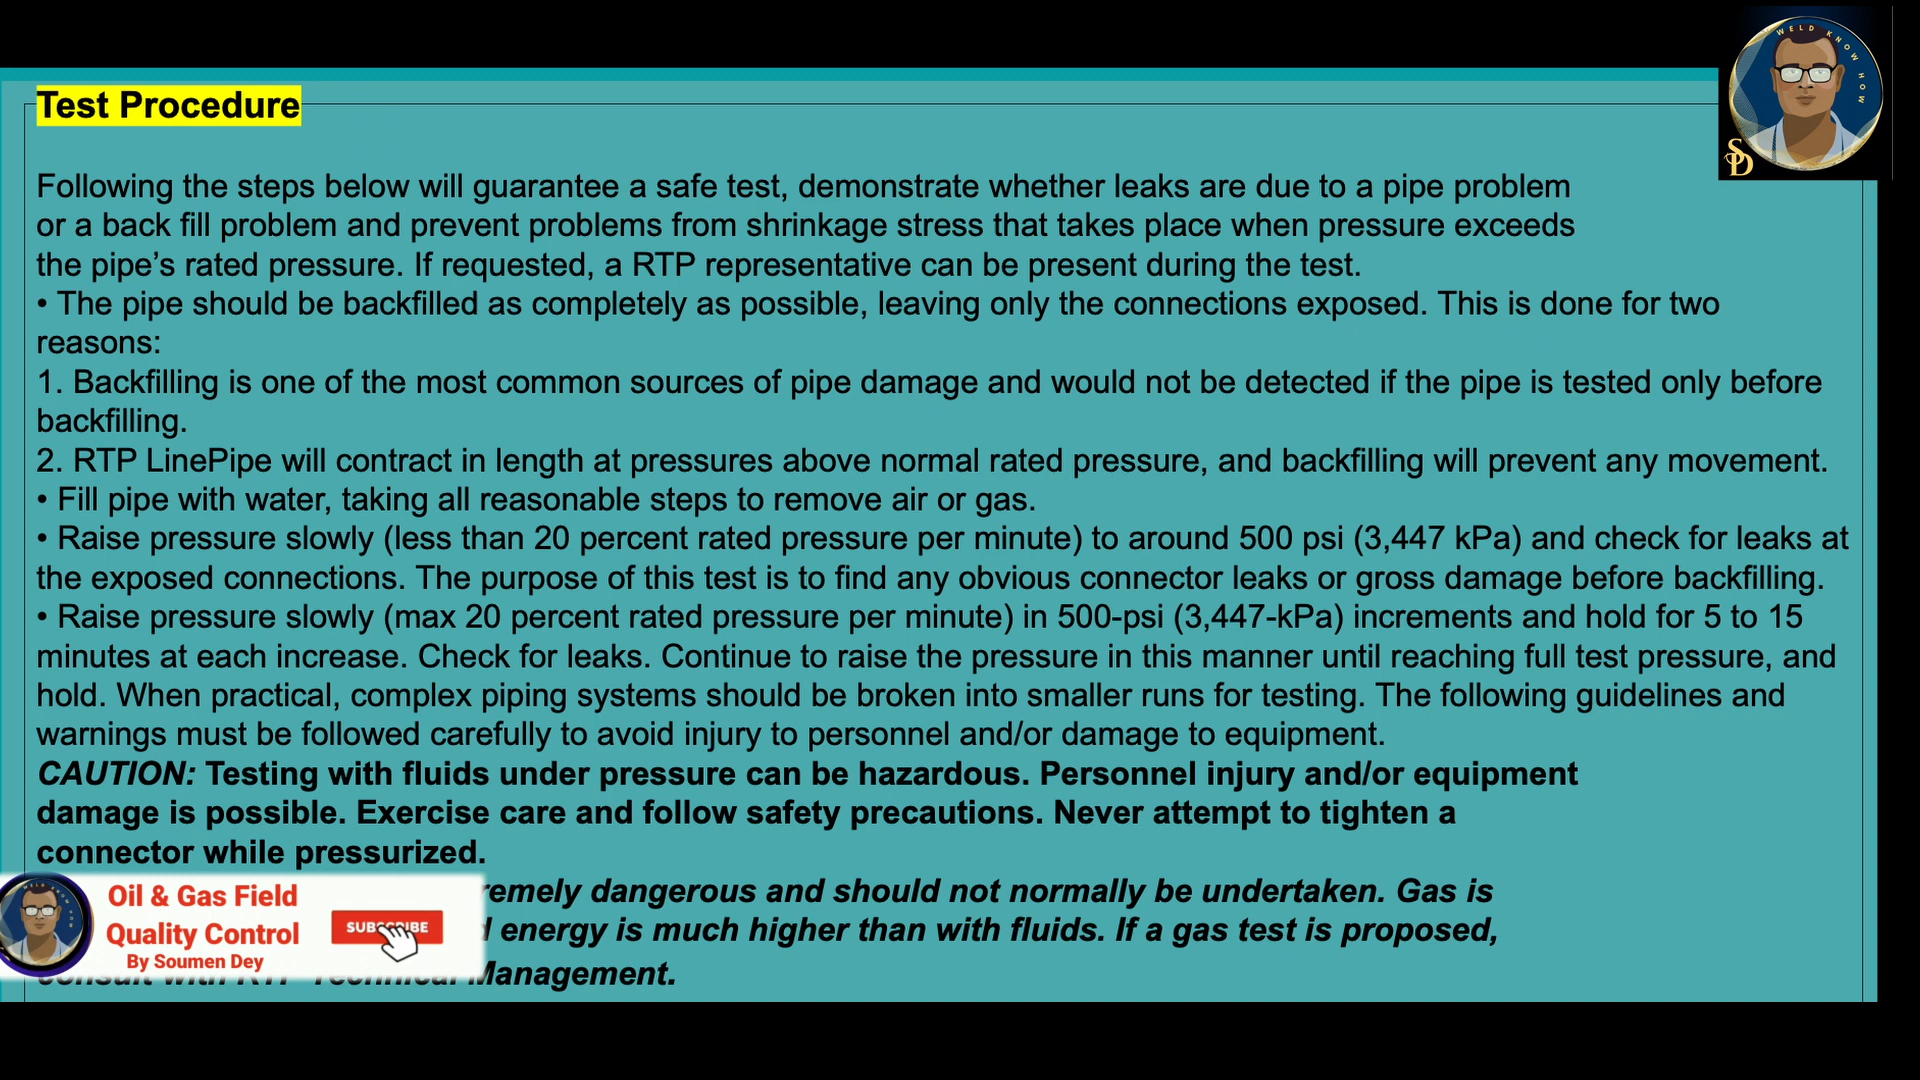 WELD KNOW HOW
SD
Test Procedure
Following the steps below will guarantee a safe test, demonstrate whether leaks are due to a pipe problem
or a back fill problem and prevent problems from shrinkage stress that takes place when pressure exceeds
the pipe’s rated pressure. If requested, a RTP representative can be present during the test.
• The pipe should be backfilled as completely as possible, leaving only the connections exposed. This is done for two
reasons:
1. Backfilling is one of the most common sources of pipe damage and would not be detected if the pipe is tested only before
backfilling.
2. RTP LinePipe will contract in length at pressures above normal rated pressure, and backfilling will prevent any movement.
• Fill pipe with water, taking all reasonable steps to remove air or gas.
• Raise pressure slowly (less than 20 percent rated pressure per minute) to around 500 psi (3,447 kPa) and check for leaks at
the exposed connections. The purpose of this test is to find any obvious connector leaks or gross damage before backfilling.
• Raise pressure slowly (max 20 percent rated pressure per minute) in 500-psi (3,447-kPa) increments and hold for 5 to 15
minutes at each increase. Check for leaks. Continue to raise the pressure in this manner until reaching full test pressure, and
hold. When practical, complex piping systems should be broken into smaller runs for testing. The following guidelines and
warnings must be followed carefully to avoid injury to personnel and/or damage to equipment.
CAUTION: Testing with fluids under pressure can be hazardous. Personnel injury and/or equipment
damage is possible. Exercise care and follow safety precautions. Never attempt to tighten a
connector while pressurized.
dangerous and should not normally be undertaken. Gas is
energy is much higher than with fluids. If a gas test is proposed,
consult with RTP Technical Management.
Oil & Gas Field
Quality Control
By Soumen Dey
SUBSCRIBE